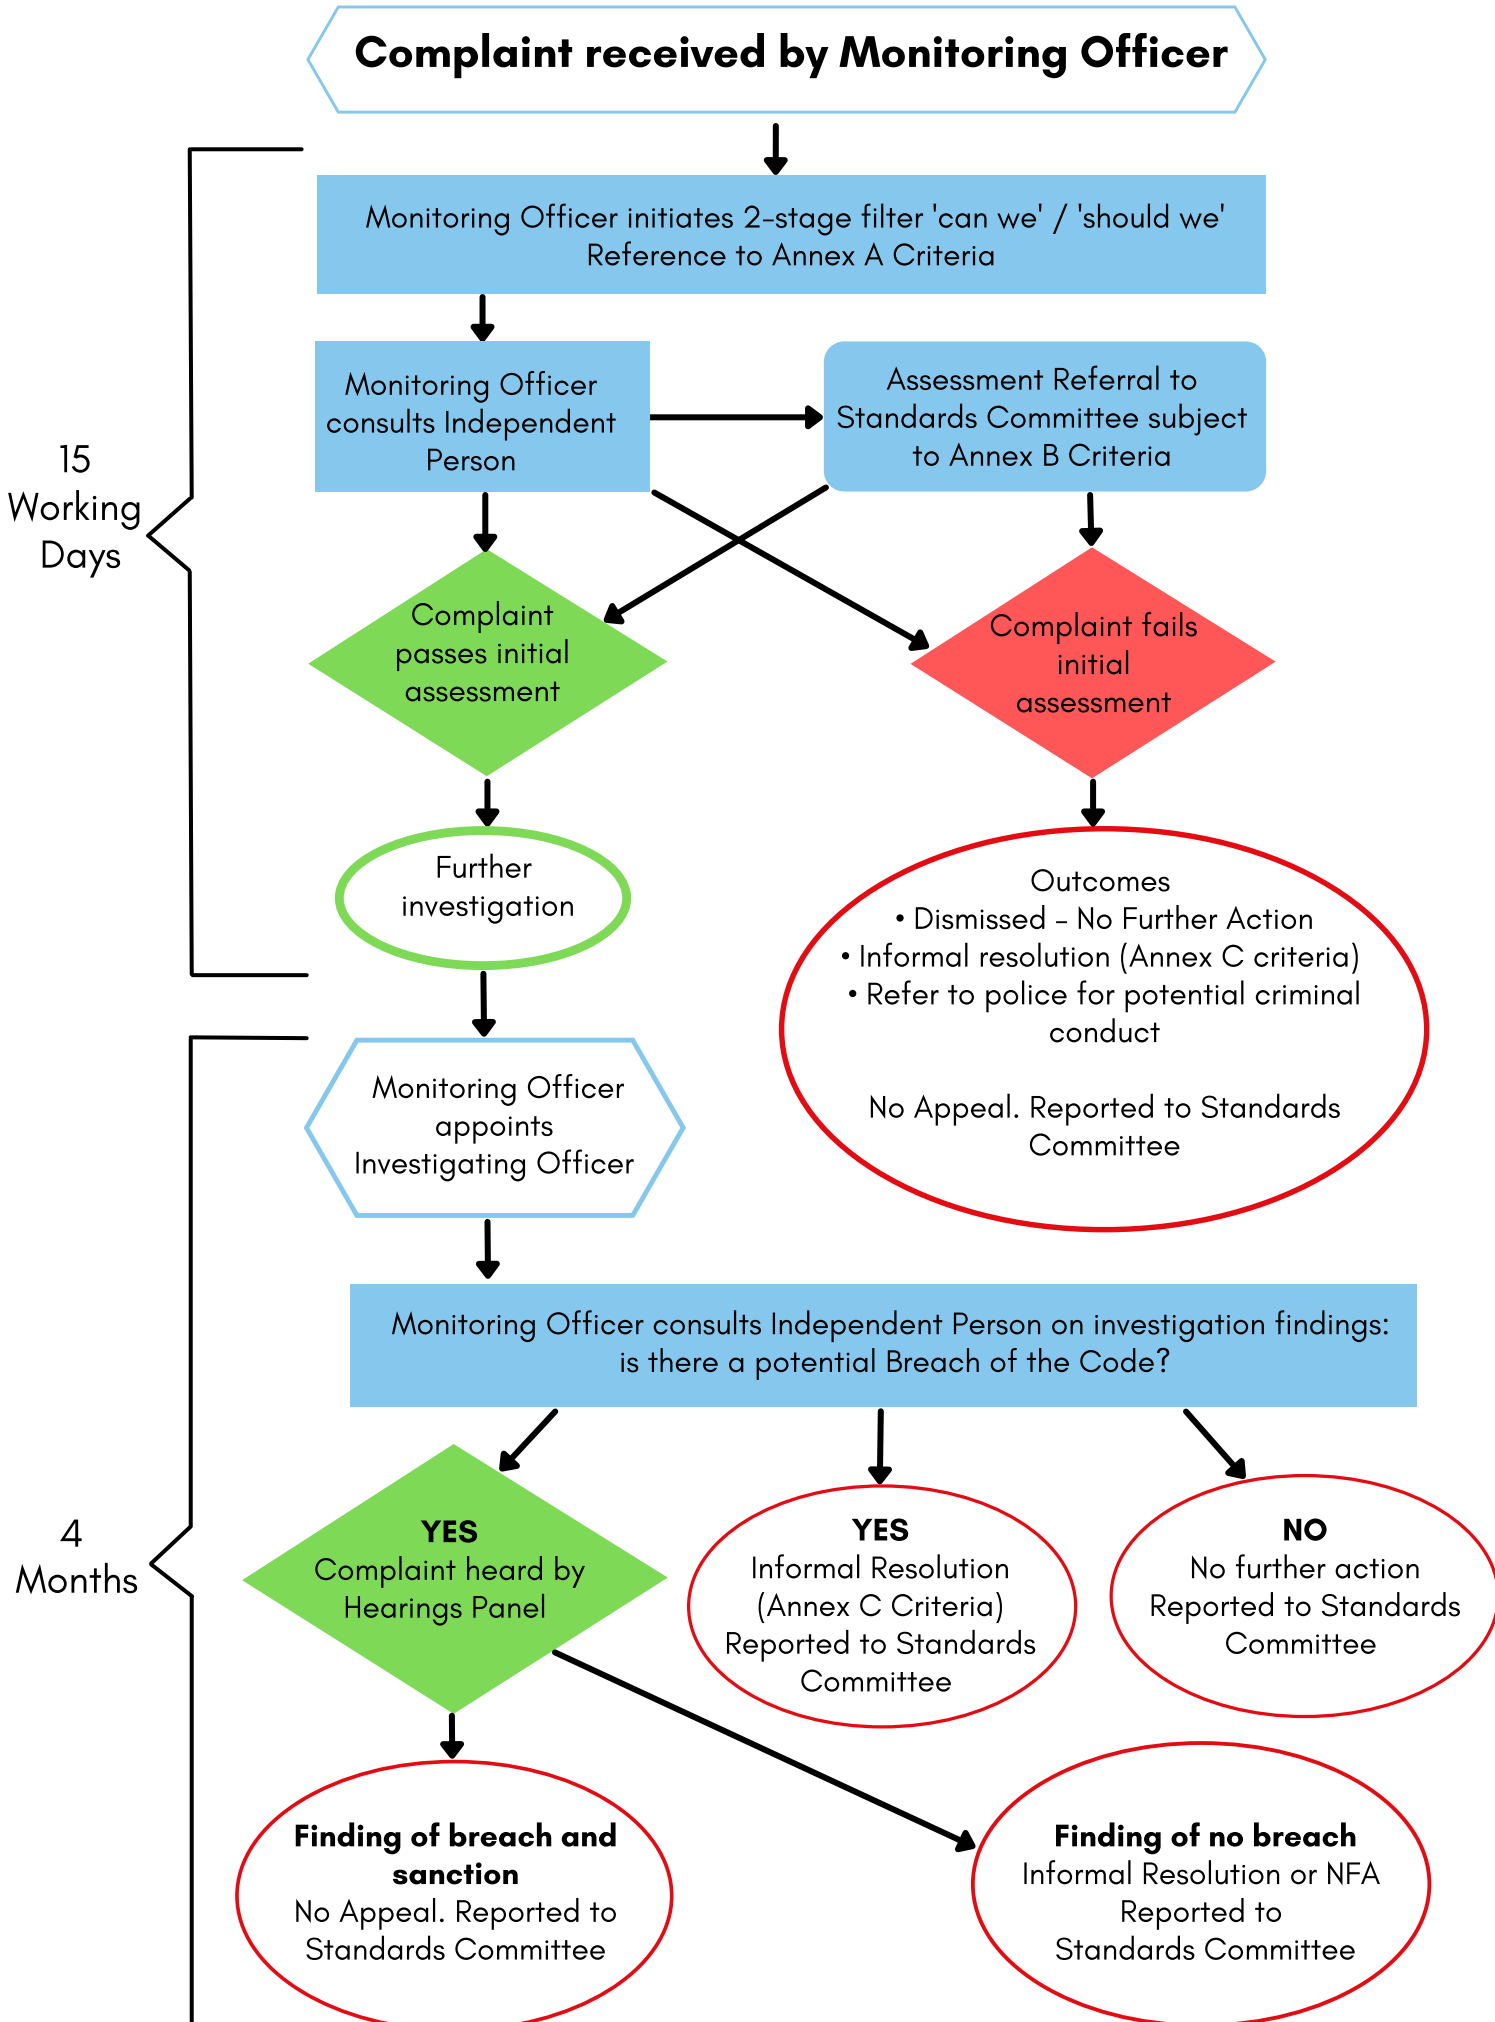 Complaint received by Monitoring Officer
Monitoring Officer initiates 2-stage filter 'can we' / 'should we'
Reference to Annex A Criteria
Monitoring Officer
consults Independent
Person
Assessment Referral to
Standards Committee subject
to Annex B Criteria
15
Working
Days
Complaint
passes initial
assessment
Complaint fails
initial
assessment
Further
investigation
Outcomes
• Dismissed - No Further Action
• Informal resolution (Annex C criteria)
• Refer to police for potential criminal
conduct
No Appeal. Reported to Standards
Committee
Monitoring Officer
appoints
Investigating Officer
Monitoring Officer consults Independent Person on investigation findings:
is there a potential Breach of the Code?
4
Months
YES
Complaint heard by
Hearings Panel
YES
Informal Resolution
(Annex C Criteria)
Reported to Standards
Committee
NO
No further action
Reported to Standards
Committee
Finding of breach and
sanction
No Appeal. Reported to
Standards Committee
Finding of no breach
Informal Resolution or NFA
Reported to
Standards Committee